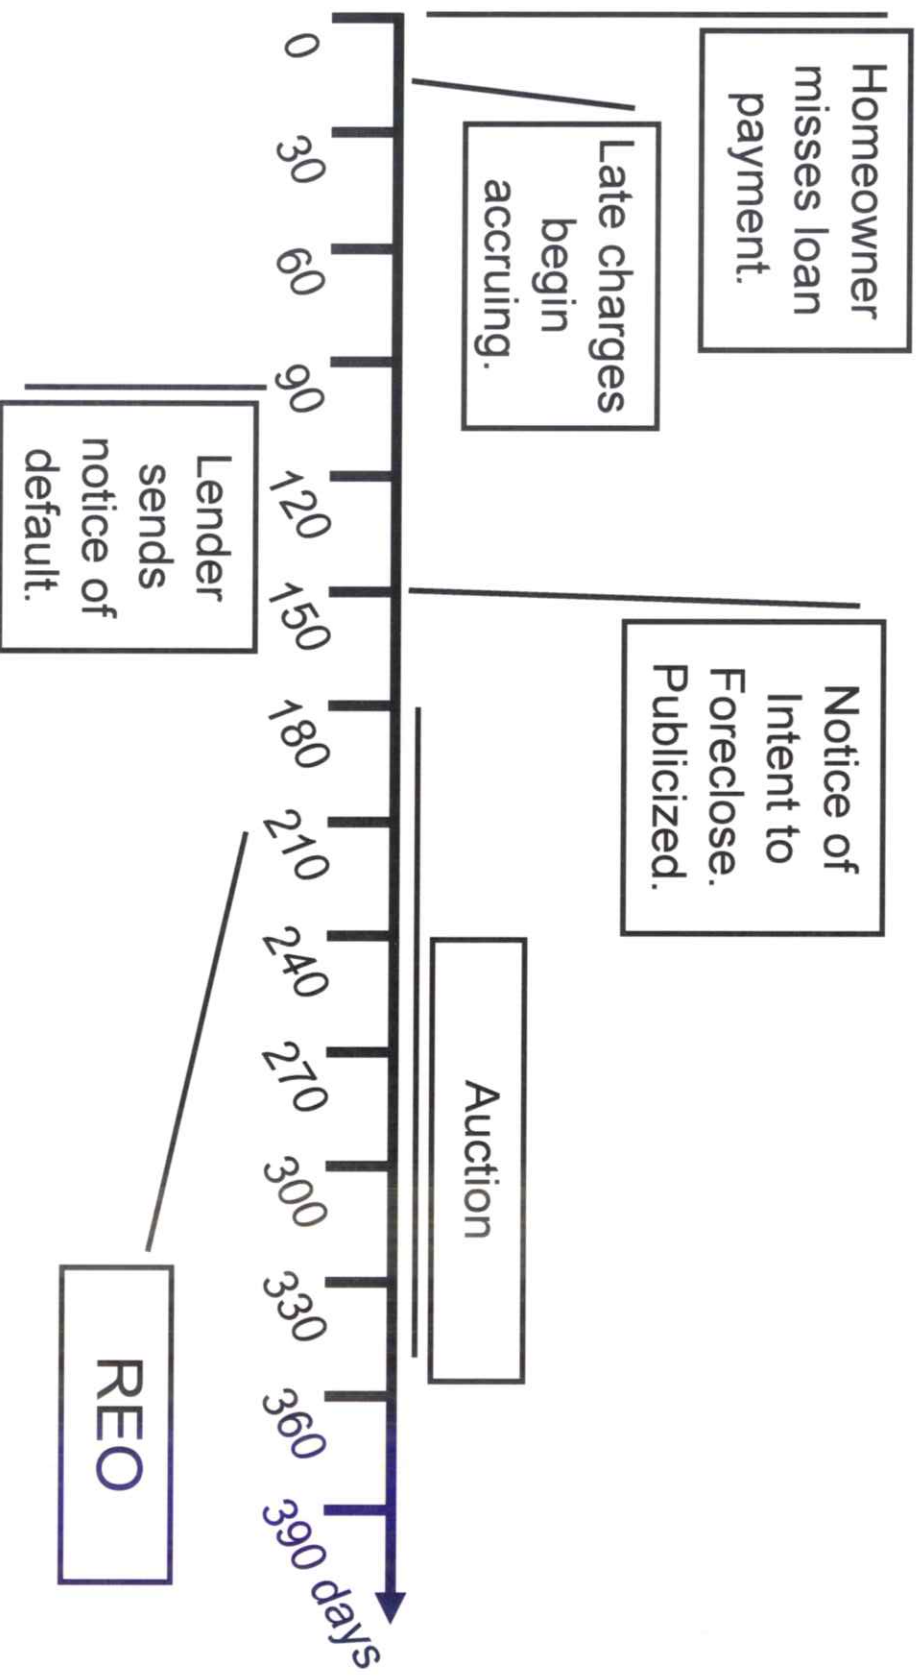 Homeowner
misses loan
payment.
Late charges
begin
accruing.
Notice of
Intent to
Foreclose.
Publicized.
Auction
0 30 60 90 120 150 180 210 240 270 300 330 360 390 days
Lender
sends
notice of
default.
REO